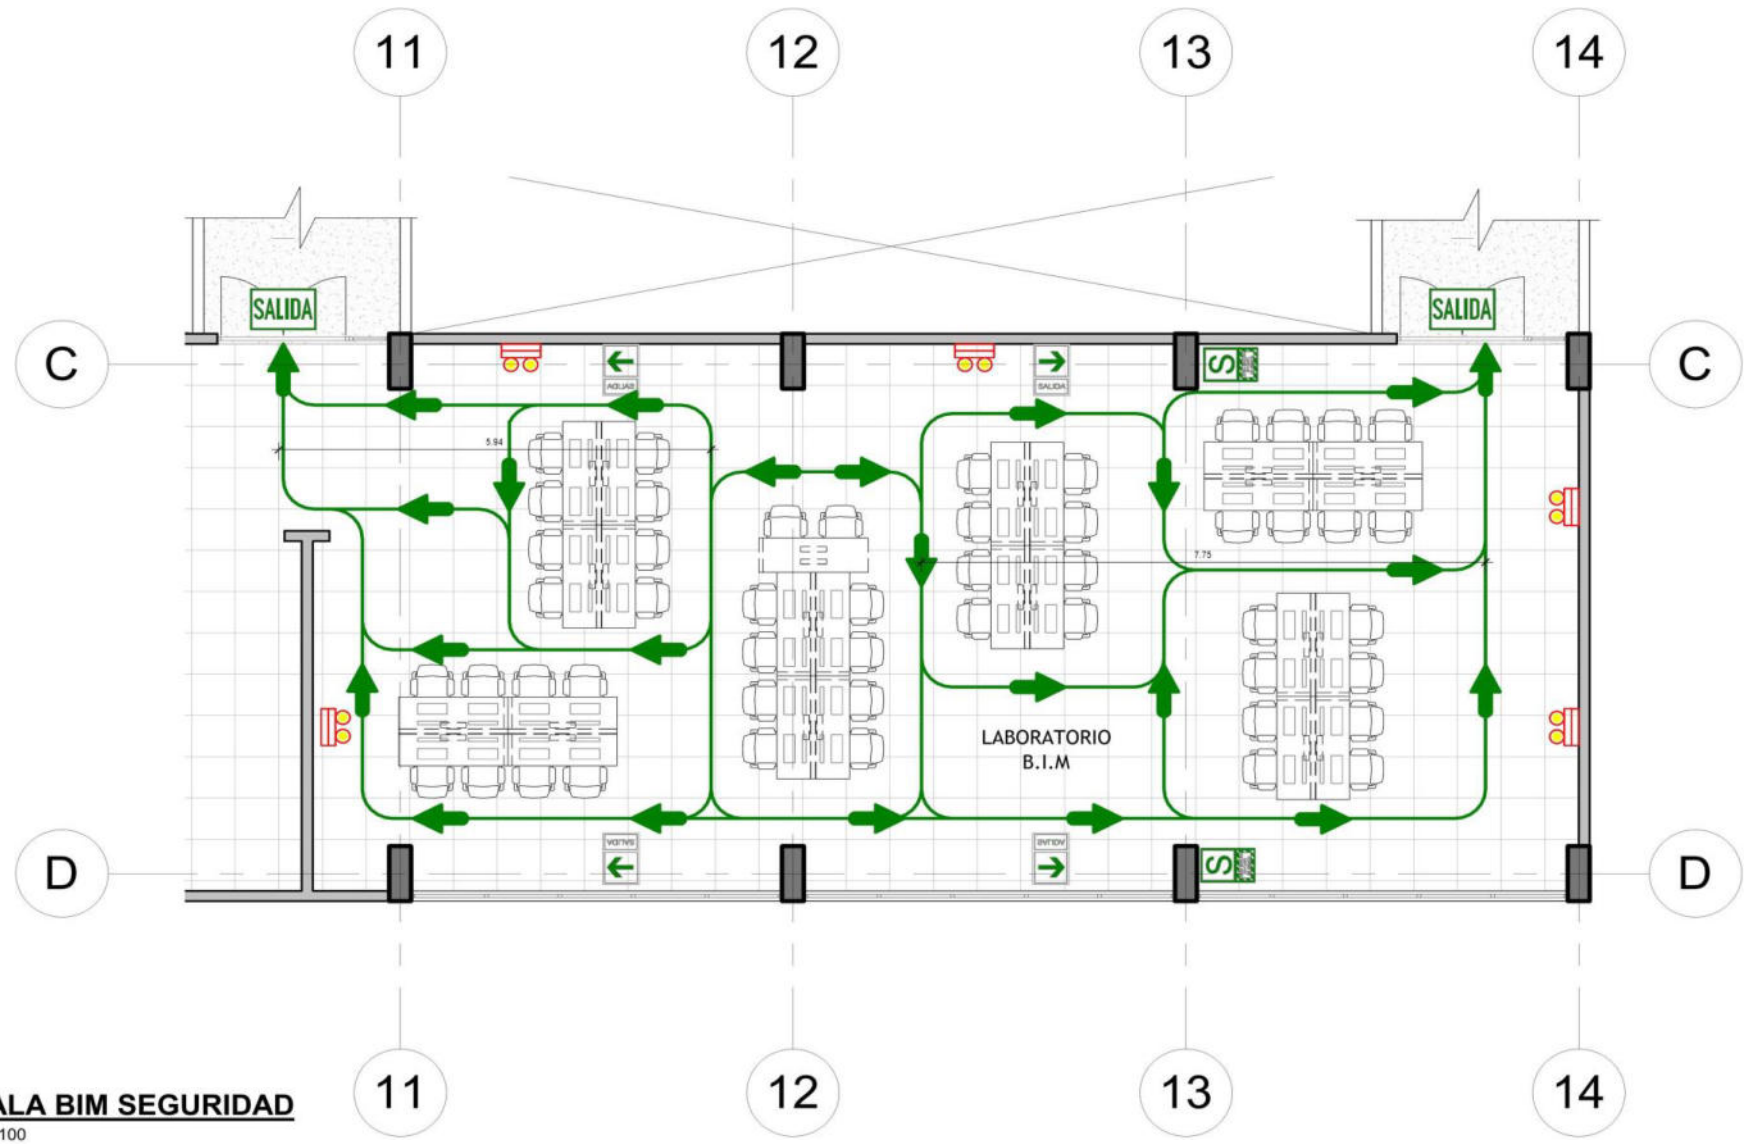 11 12 13 14
SALIDA SALIDA
C C
SALIDA SALIDA S
5.94
7.75
LABORATORIO
B.I.M
SALIDA SALIDA S
D D
11 12 13 14
ALA BIM SEGURIDAD
100